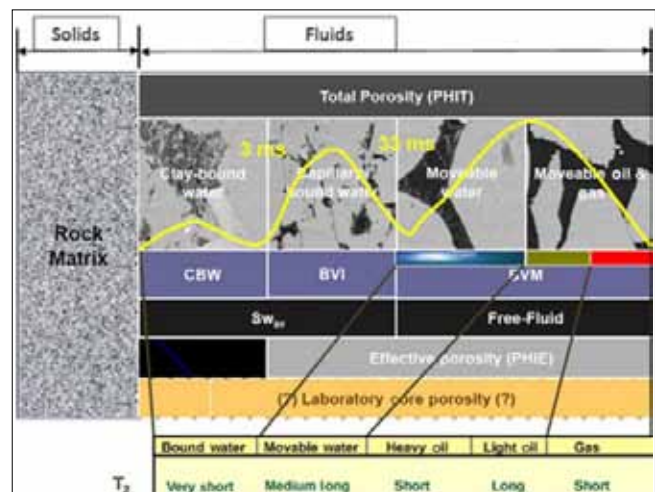 Solids Fluids
Total Porosity (PHIT)
3 ms 33 ms
Clay-bound water
Capillary bound water
Moveable water
Moveable oil & gas
Rock Matrix
CBW BVI BVM
Free-Fluid
Effective porosity (PHIE)
(?) Laboratory core porosity (?)
Bound water Movable water Heavy oil Light oil Gas
T2 Very short Medium long Short Long Short